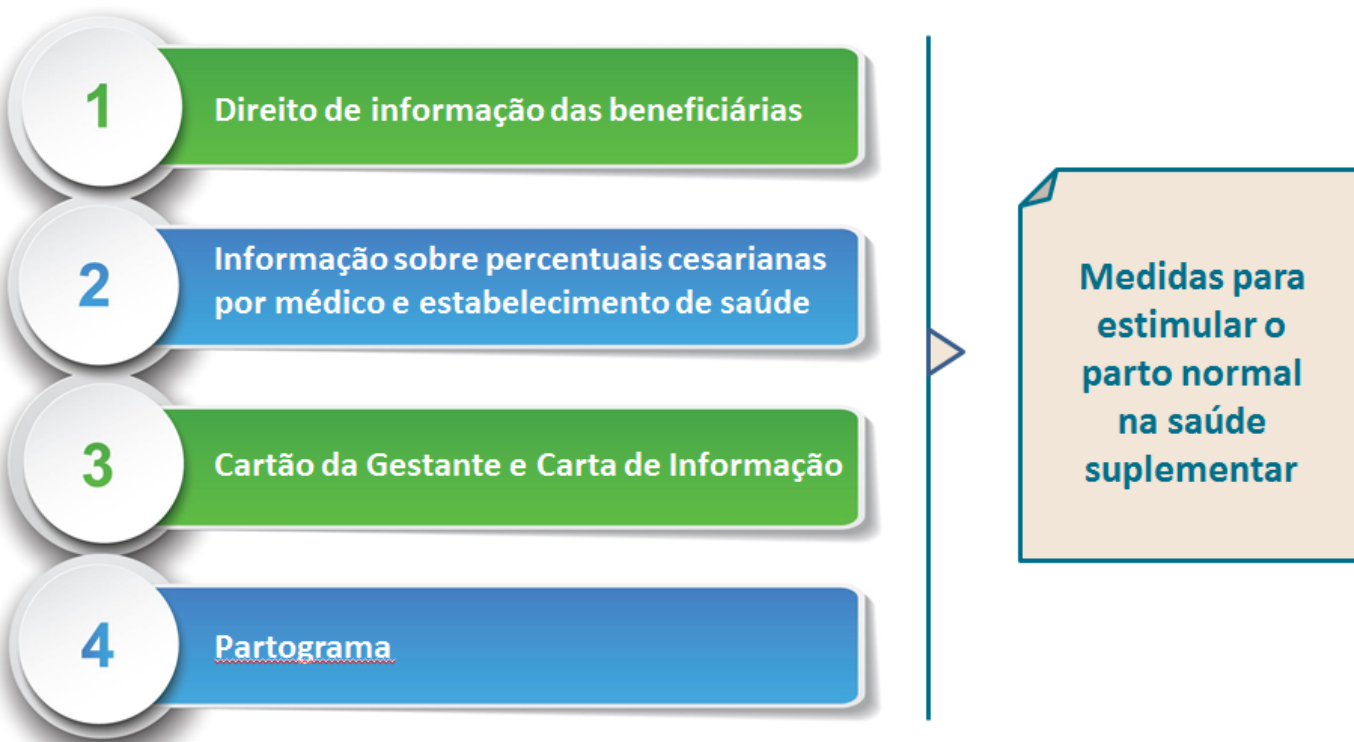 1
Direito de informação das beneficiárias
2
Informação sobre percentuais cesarianas
por médico e estabelecimento de saúde
3
Cartão da Gestante e Carta de Informação
4
Partograma
Medidas para
estimular o
parto normal
na saúde
suplementar